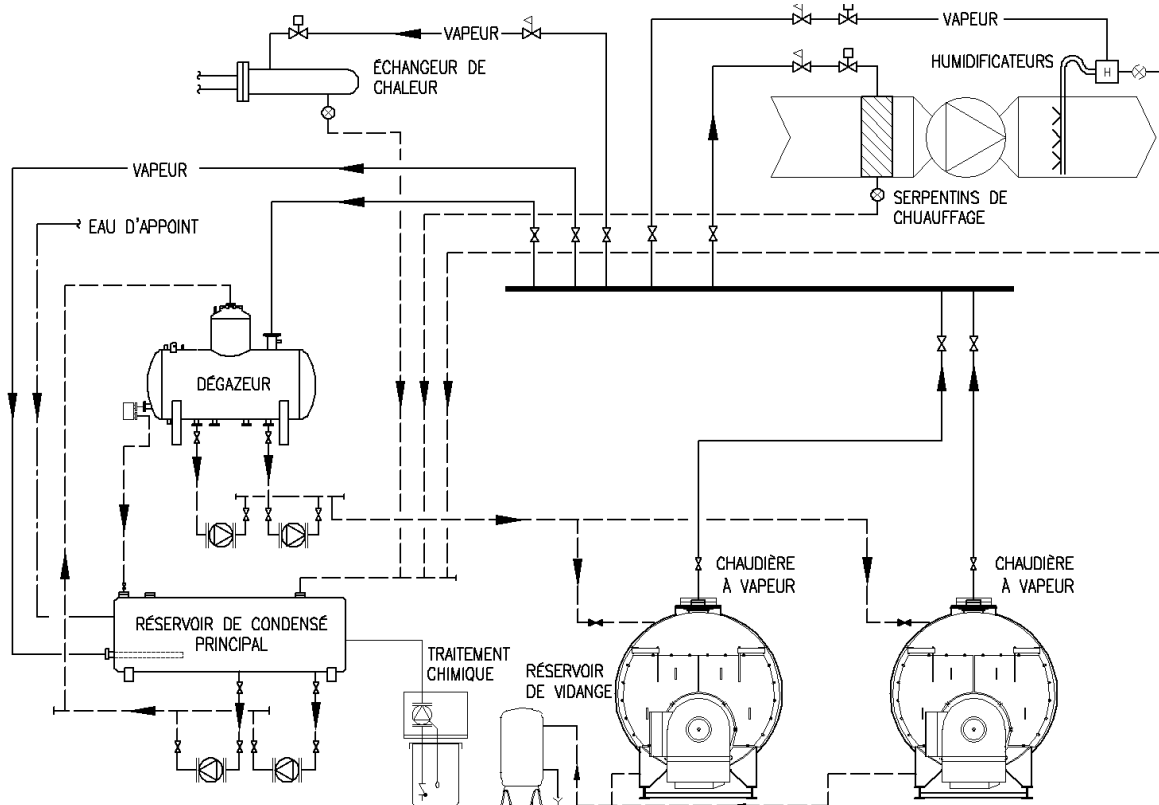 VAPEUR
VAPEUR
ÉCHANGEUR DE
CHALEUR
HUMIDIFICATEURS
H
VAPEUR
SERPENTINS DE
CHUAUFFAGE
EAU D'APPOINT
DÉGAZEUR
CHAUDIÈRE
À VAPEUR
CHAUDIÈRE
À VAPEUR
RÉSERVOIR DE CONDENSÉ
PRINCIPAL
TRAITEMENT
CHIMIQUE
RÉSERVOIR
DE VIDANGE